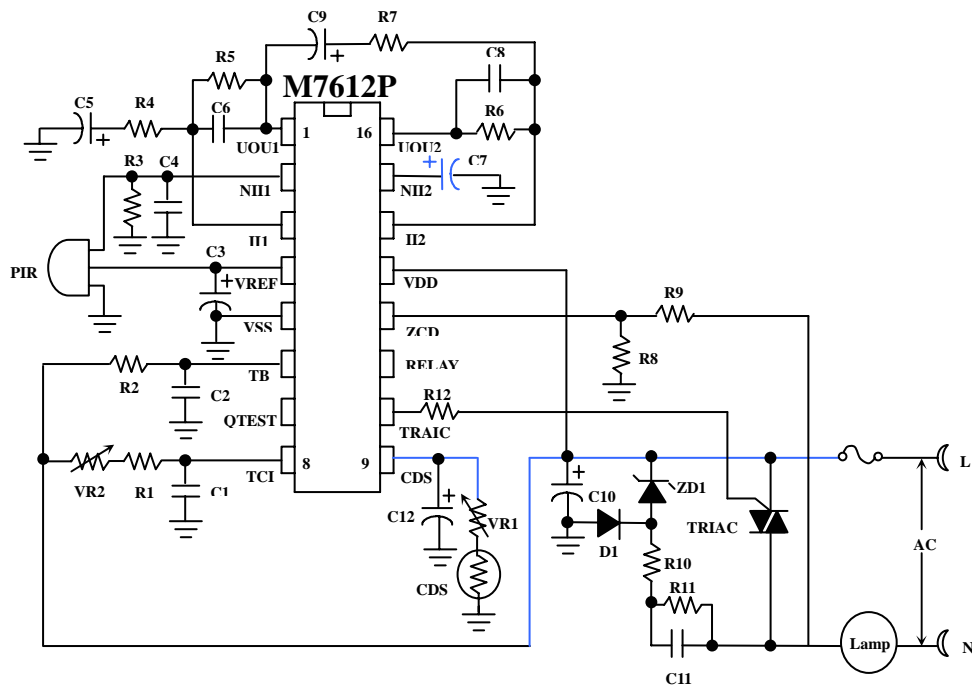 C9
R7
R5
C8
M7612P
C5
R4
C6
R6
1
16
UOU1
UOU2
R3
C4
+
C7
NII1
NII2
II1
II2
PIR
C3
+
VREF
VDD
R9
VSS
ZCD
R8
R2
TB
RELAY
C2
R12
QTEST
TRAIC
8
9
L
VR2
R1
TCI
CDS
C1
+
C10
ZD1
C12
VR1
TRIAC
D1
AC
R10
CDS
R11
Lamp
N
C11